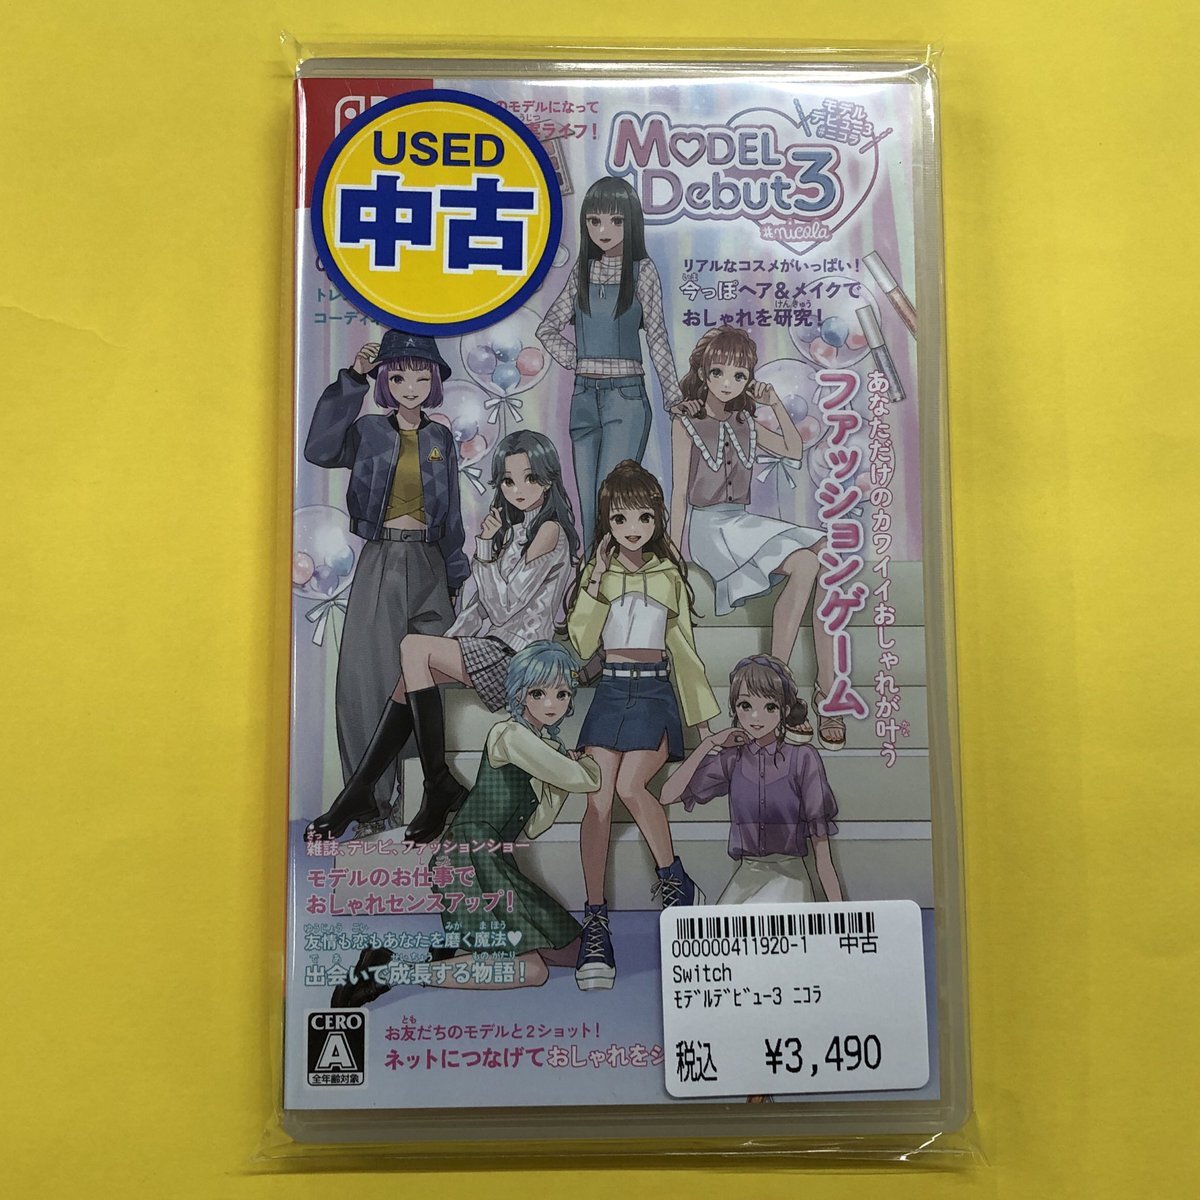 USED
中古
のモデルになって
ライフ!
MODEL
Debut3
#nicola
モデル
デビュー3
#ニコラ
リアルなコスメがいっぱい!
今っぽヘア&メイクで
おしゃれを研究!
あなただけのカワイイおしゃれが叶う
ファッションゲーム
雑誌、テレビ、ファッションショー
モデルのお仕事で
おしゃれセンスアップ!
友情も恋もあなたを磨く魔法♥
出会いで成長する物語!
CERO
A
全年齢対象
お友だちのモデルと2ショット!
ネットにつなげておしゃれをシ
000000411920-1 中古
Switch
ﾓﾃﾞﾙﾃﾞﾋﾞｭｰ3 ﾆｺﾗ
税込 ¥3,490